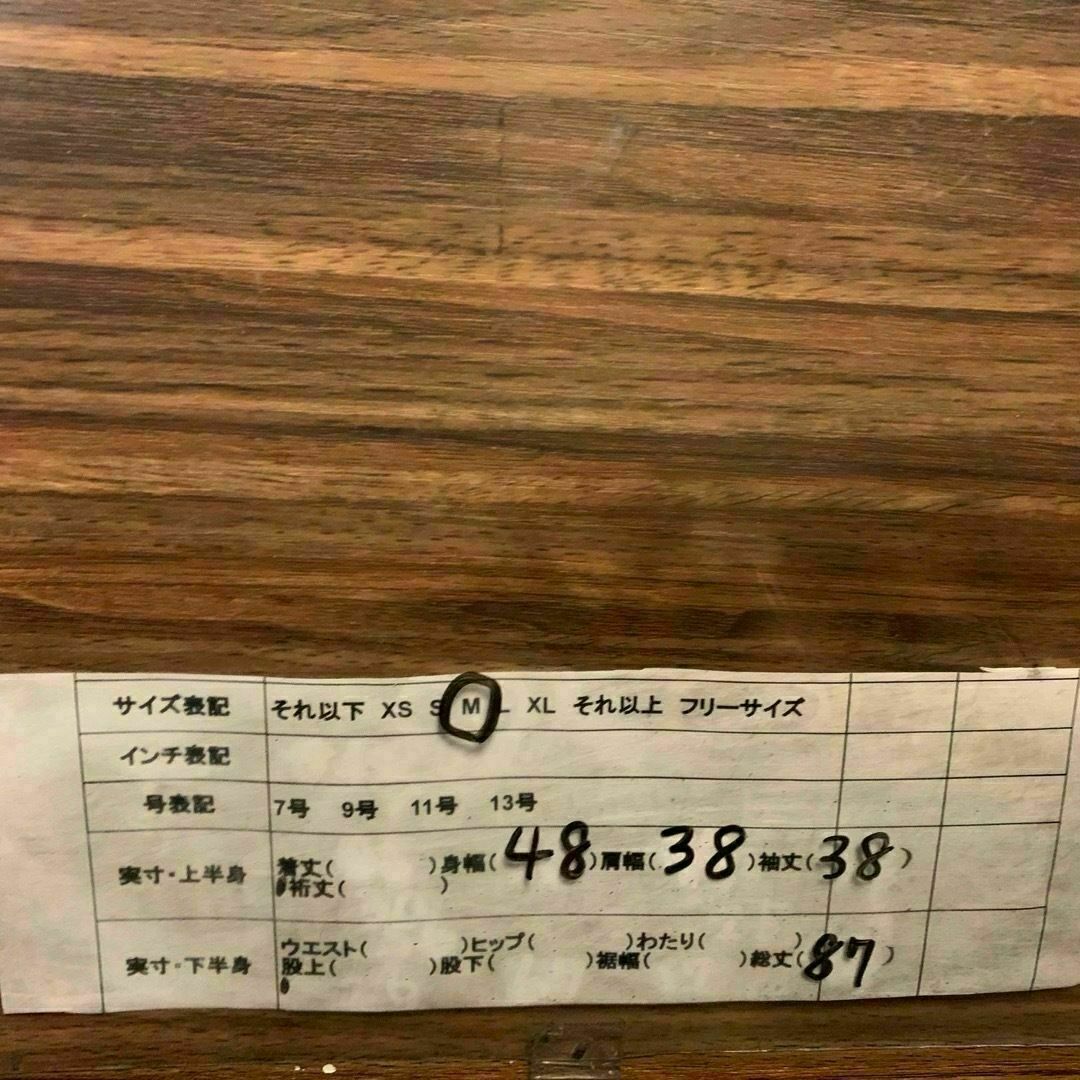 サイズ表記 それ以下 XS S M L XL それ以上 フリーサイズ
インチ表記
号表記 7号 9号 11号 13号
実寸・上半身 着丈( )身幅(48)肩幅(38)袖丈(38)
裄丈( )
実寸・下半身 ウエスト( )ヒップ( )わたり( )
股上( )股下( )裾幅( )総丈(87)